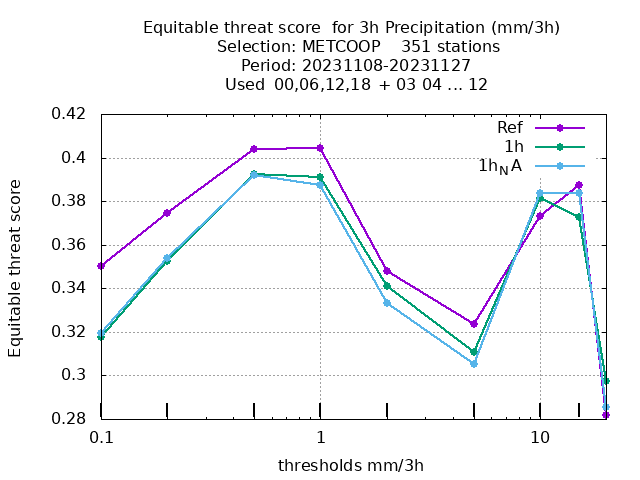 Equitable threat score  for 3h Precipitation (mm/3h)
Selection: METCOOP    351 stations
Period: 20231108-20231127
Used  00,06,12,18 + 03 04 ... 12
Ref
1h
1h_NA
Equitable threat score
0.42
0.4
0.38
0.36
0.34
0.32
0.3
0.28
0.1
1
10
thresholds mm/3h